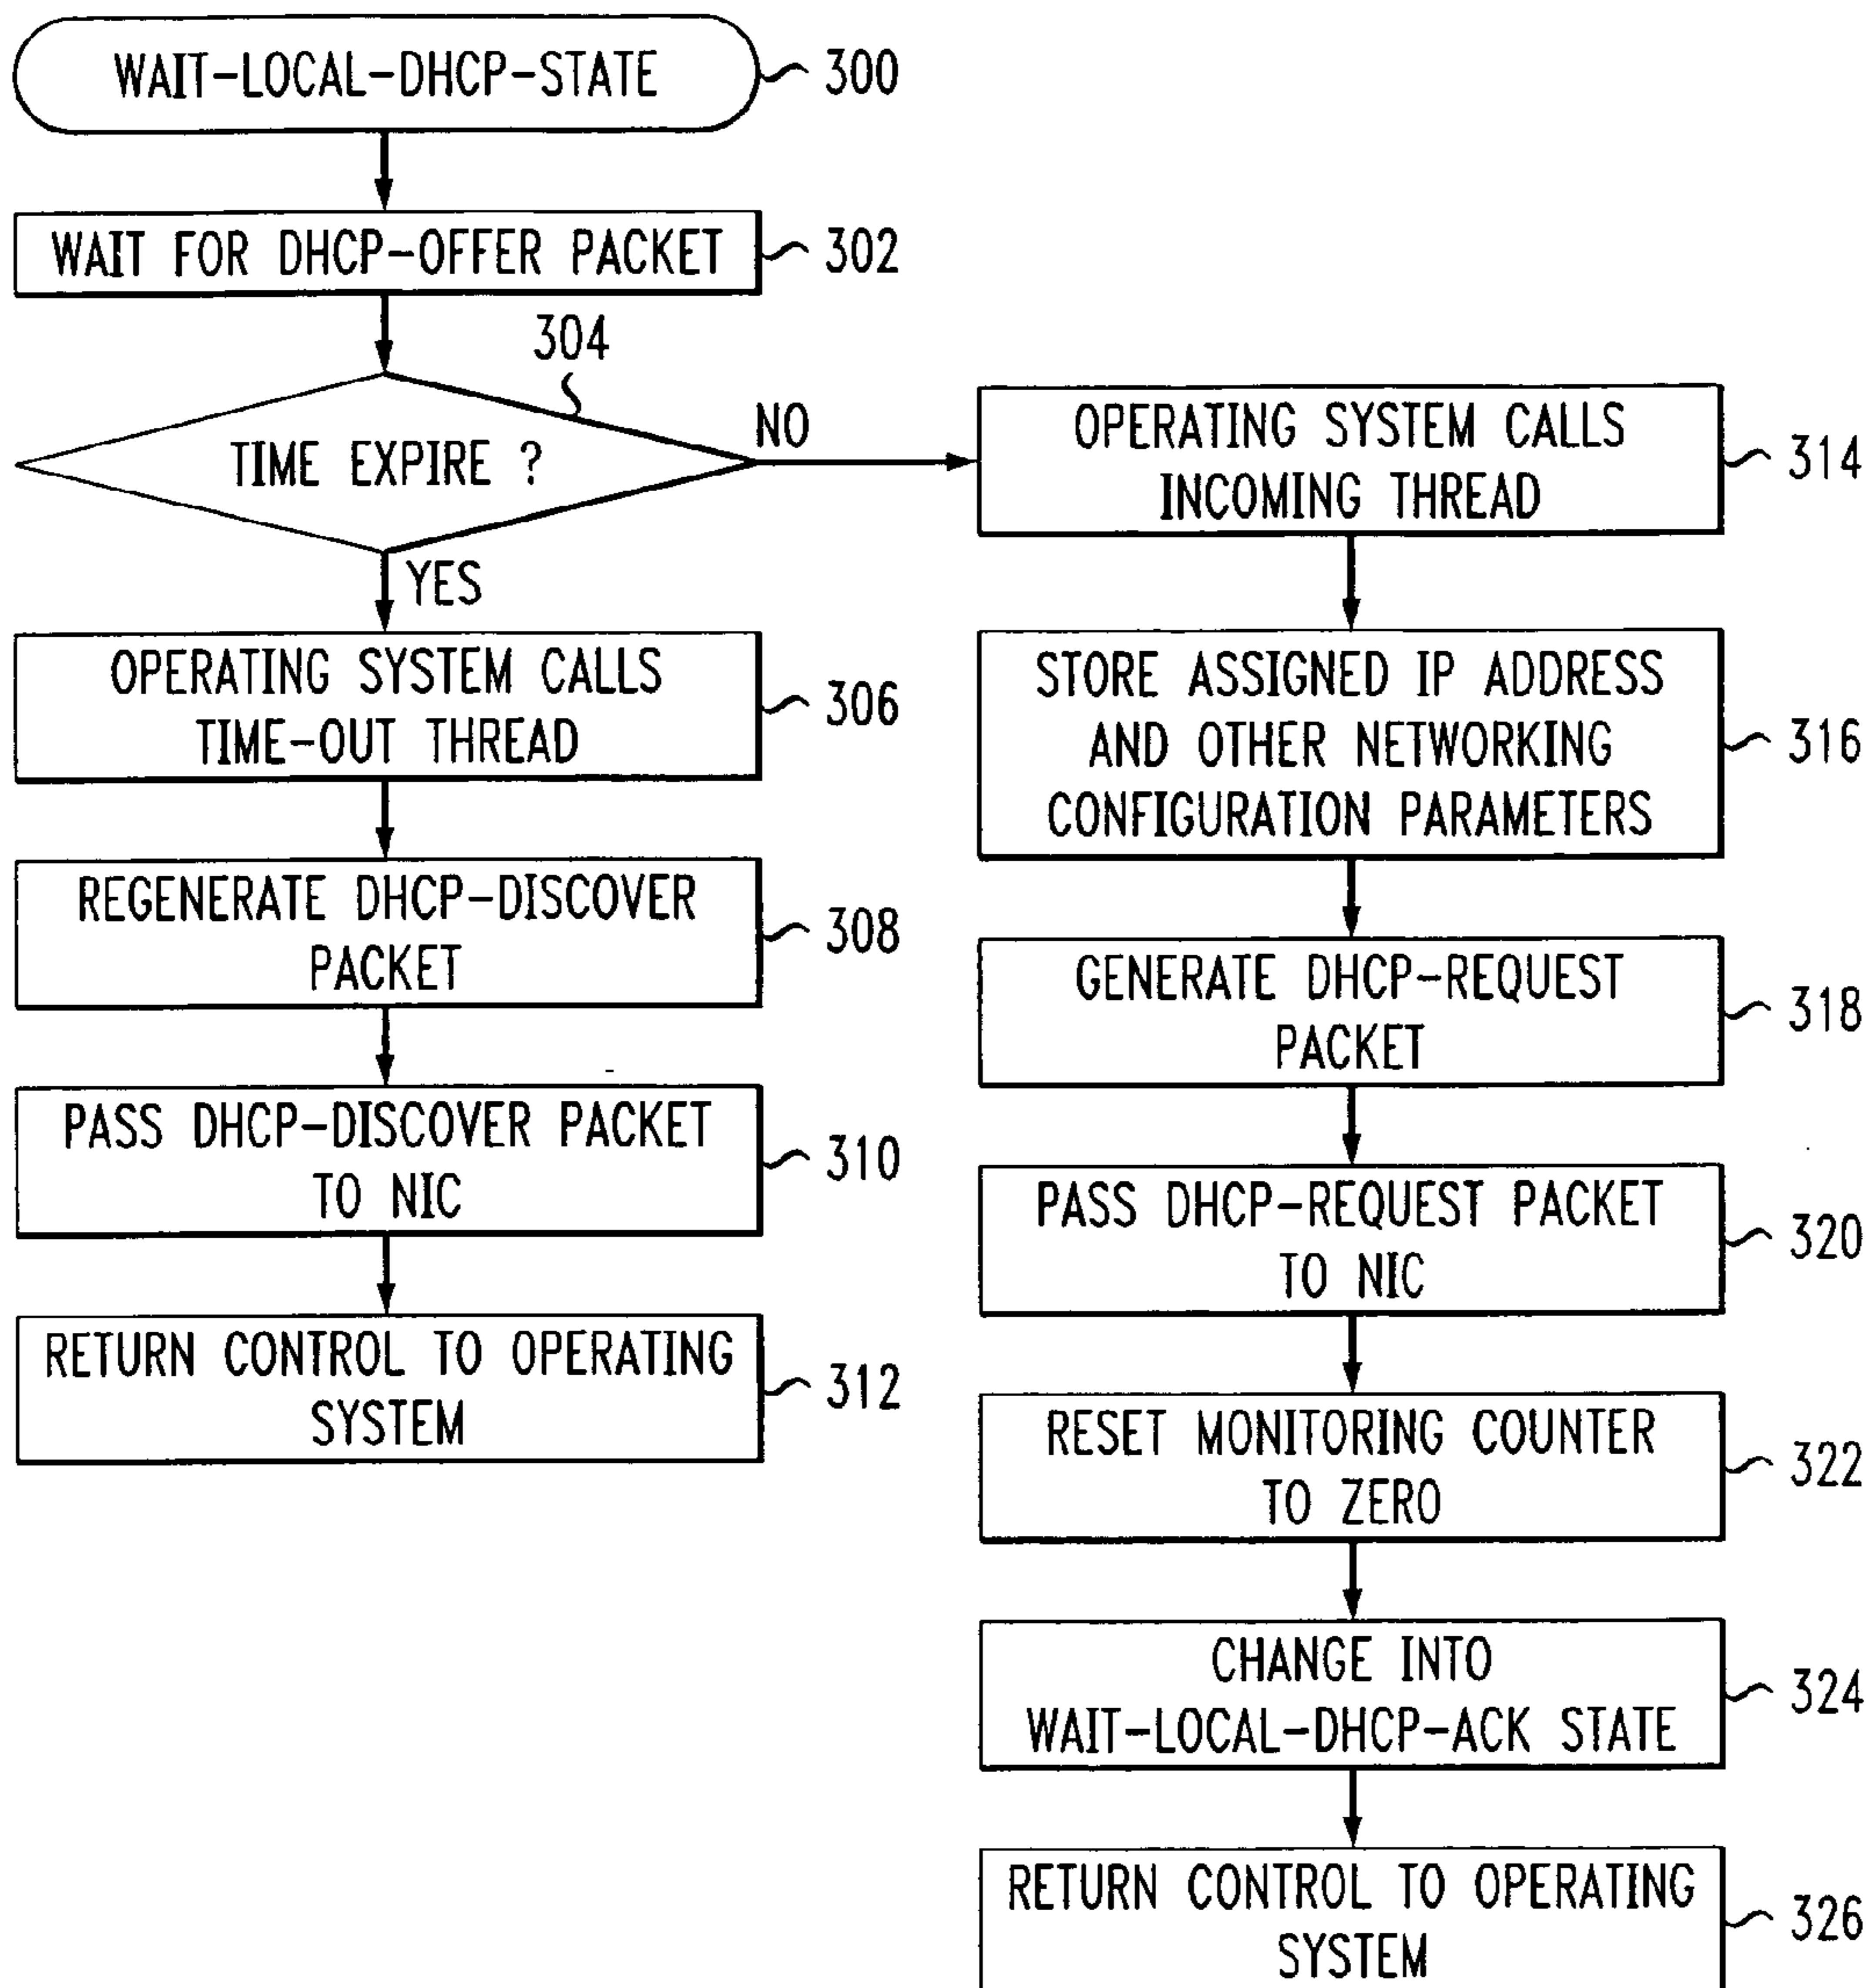 WAIT-LOCAL-DHCP-STATE
300
WAIT FOR DHCP-OFFER PACKET
302
304
TIME EXPIRE ?
NO
YES
OPERATING SYSTEM CALLS
TIME-OUT THREAD
306
REGENERATE DHCP-DISCOVER
PACKET
308
PASS DHCP-DISCOVER PACKET
TO NIC
310
RETURN CONTROL TO OPERATING
SYSTEM
312
OPERATING SYSTEM CALLS
INCOMING THREAD
314
STORE ASSIGNED IP ADDRESS
AND OTHER NETWORKING
CONFIGURATION PARAMETERS
316
GENERATE DHCP-REQUEST
PACKET
318
PASS DHCP-REQUEST PACKET
TO NIC
320
RESET MONITORING COUNTER
TO ZERO
322
CHANGE INTO
WAIT-LOCAL-DHCP-ACK STATE
324
RETURN CONTROL TO OPERATING
SYSTEM
326